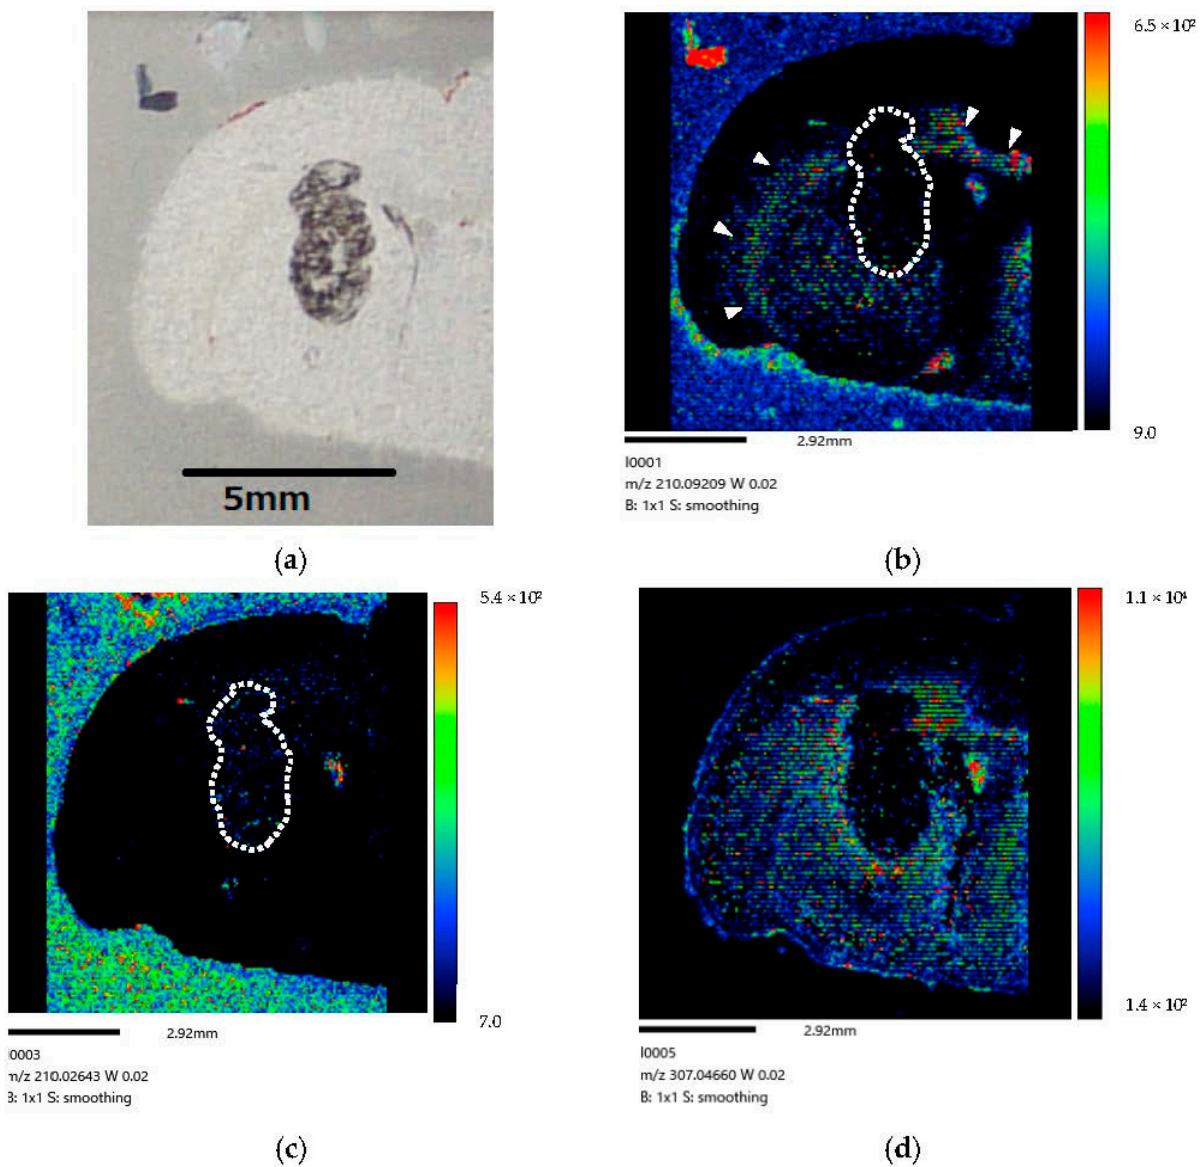 6.5 × 10²
9.0
5mm
2.92mm
I0001
m/z 210.09209 W 0.02
B: 1x1 S: smoothing
(a)
(b)
5.4 × 10²
7.0
2.92mm
I0003
m/z 210.02643 W 0.02
B: 1x1 S: smoothing
(c)
1.1 × 10⁴
1.4 × 10²
2.92mm
I0005
m/z 307.04660 W 0.02
B: 1x1 S: smoothing
(d)